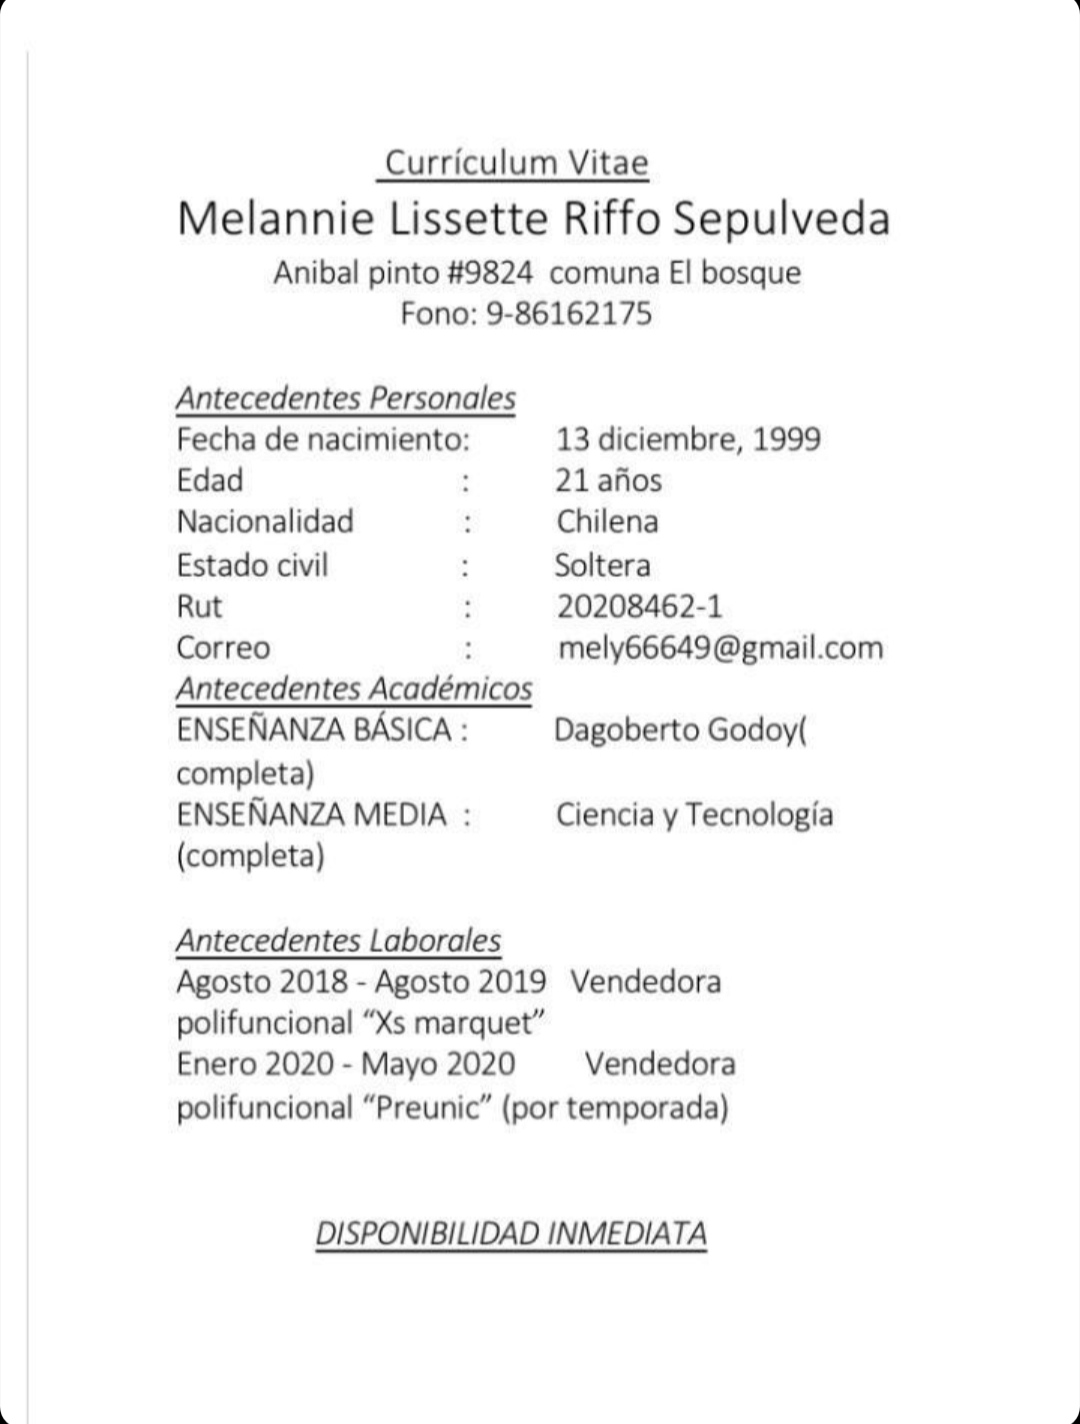 Currículum Vitae
Melannie Lissette Riffo Sepulveda
Anibal pinto #9824 comuna El bosque
Fono: 9-86162175
Antecedentes Personales
Fecha de nacimiento: 13 diciembre, 1999
Edad : 21 años
Nacionalidad : Chilena
Estado civil : Soltera
Rut : 20208462-1
Correo : mely66649@gmail.com
Antecedentes Académicos
ENSEÑANZA BÁSICA : Dagoberto Godoy(
completa)
ENSEÑANZA MEDIA : Ciencia y Tecnología
(completa)
Antecedentes Laborales
Agosto 2018 - Agosto 2019 Vendedora
polifuncional “Xs marquet”
Enero 2020 - Mayo 2020 Vendedora
polifuncional “Preunic” (por temporada)
DISPONIBILIDAD INMEDIATA